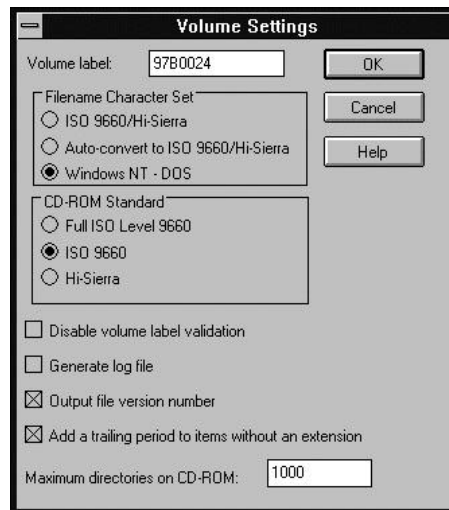 Volume Settings
Volume label: 97B0024
OK
Filename Character Set
ISO 9660/Hi-Sierra
Auto-convert to ISO 9660/Hi-Sierra
Windows NT - DOS
Cancel
Help
CD-ROM Standard
Full ISO Level 9660
ISO 9660
Hi-Sierra
Disable volume label validation
Generate log file
Output file version number
Add a trailing period to items without an extension
Maximum directories on CD-ROM: 1000